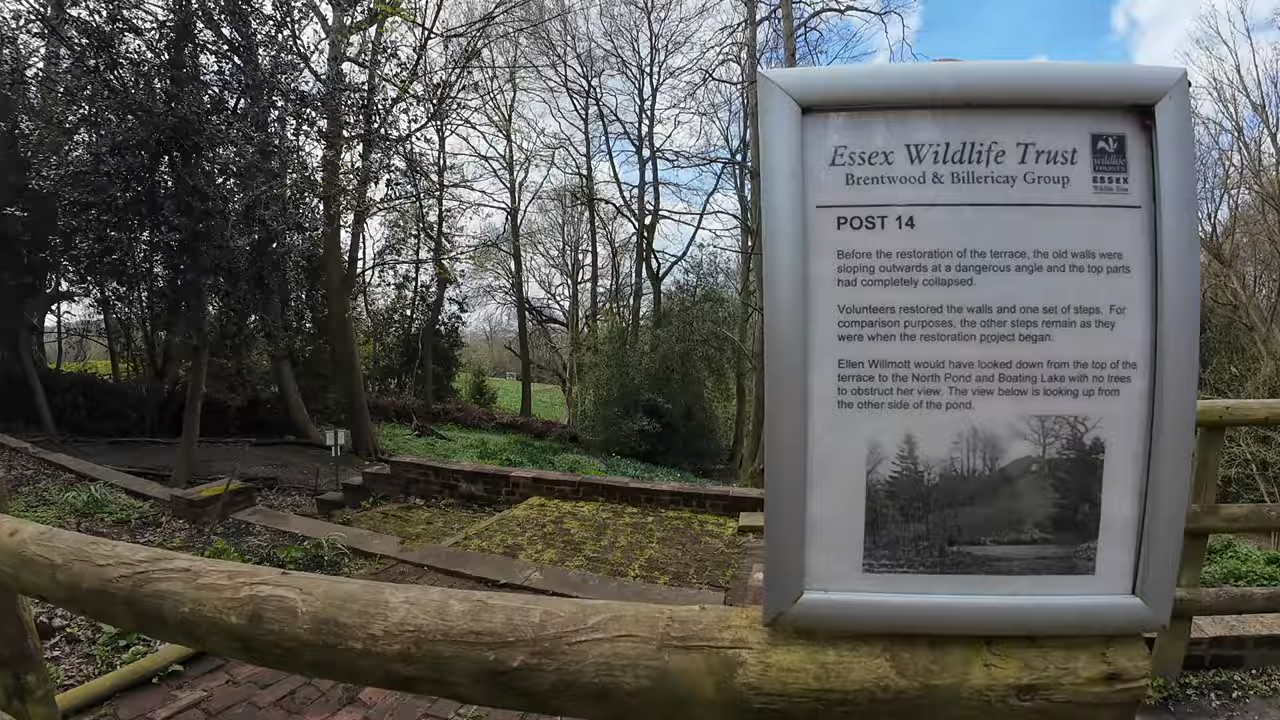 Essex Wildlife Trust
Brentwood & Billericay Group
wildlife
TRUSTS
ESSEX
Wildlife Trust
POST 14
Before the restoration of the terrace, the old walls were
sloping outwards at a dangerous angle and the top parts
had completely collapsed.
Volunteers restored the walls and one set of steps. For
comparison purposes, the other steps remain as they
were when the restoration project began.
Ellen Willmott would have looked down from the top of the
terrace to the North Pond and Boating Lake with no trees
to obstruct her view. The view below is looking up from
the other side of the pond.